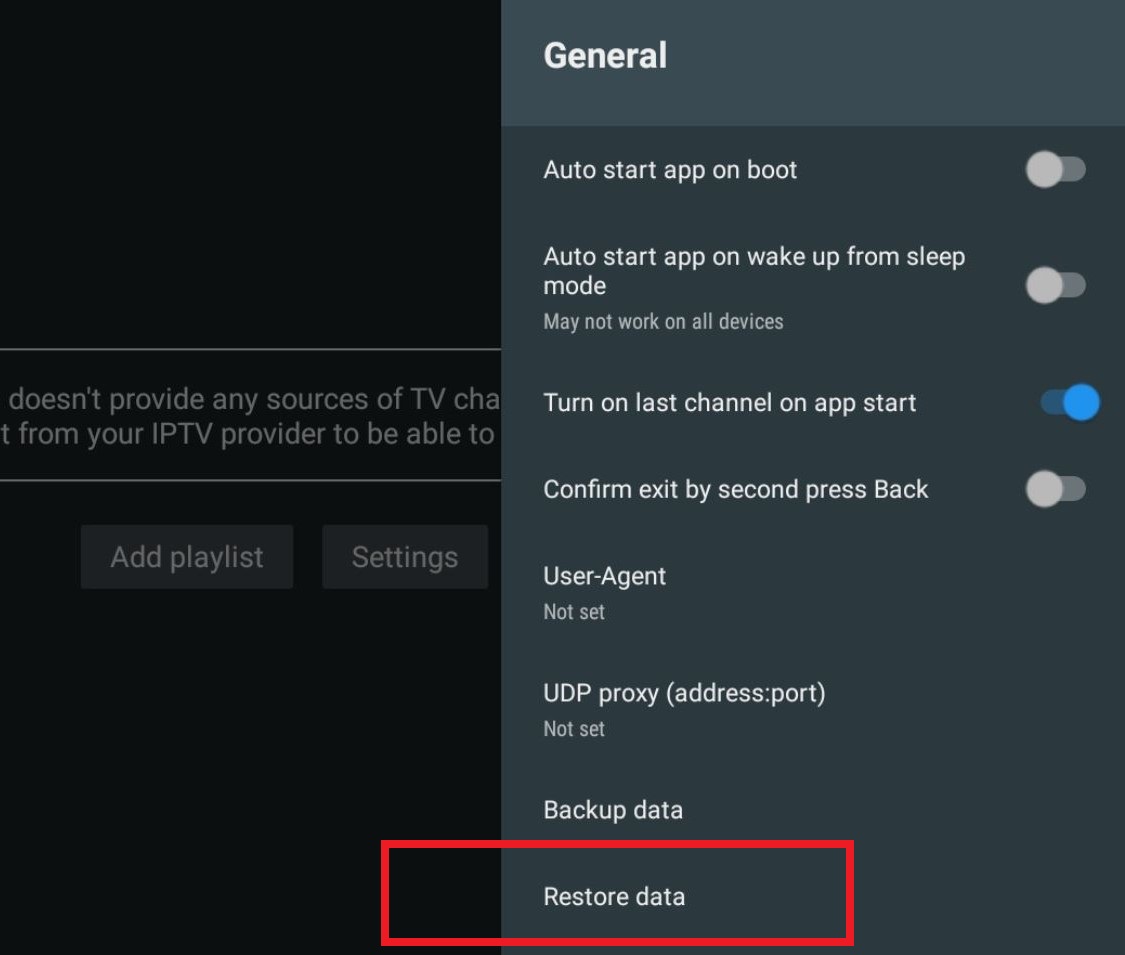 General
Auto start app on boot
Auto start app on wake up from sleep
mode
May not work on all devices
doesn't provide any sources of TV cha
t from your IPTV provider to be able to
Turn on last channel on app start
Confirm exit by second press Back
Add playlist
Settings
User-Agent
Not set
UDP proxy (address:port)
Not set
Backup data
Restore data